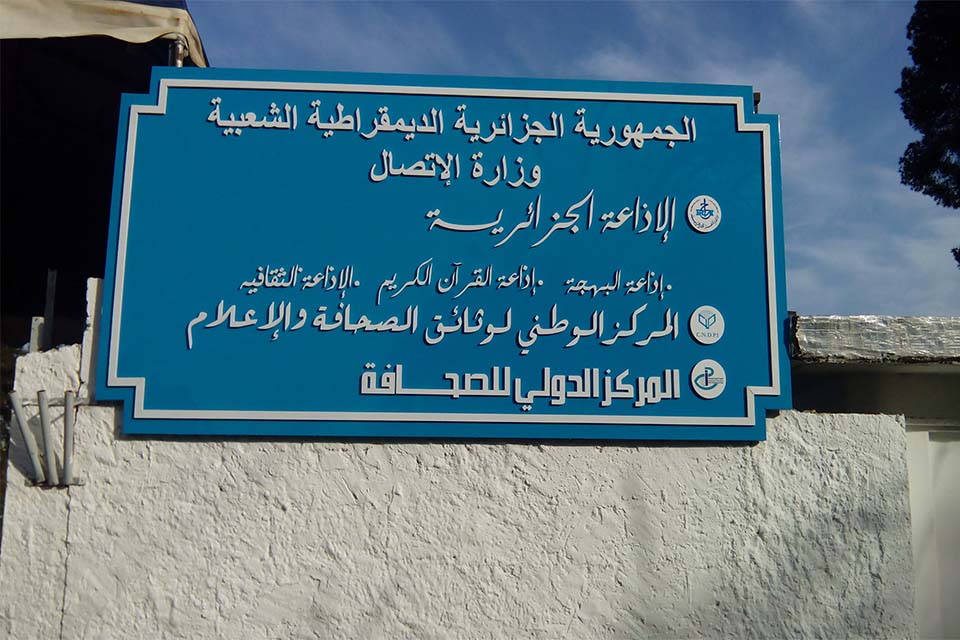 الجمهورية الجزائرية الديمقراطية الشعبية
وزارة الإتصال
الإذاعة الجزائرية
.إذاعة البهجة .إذاعة القرآن الكريم .الإذاعة الثقافيه
المركز الوطني لوثائق الصحافة والإعلام
C.N.D.P.I
المركز الدولي للصحافة